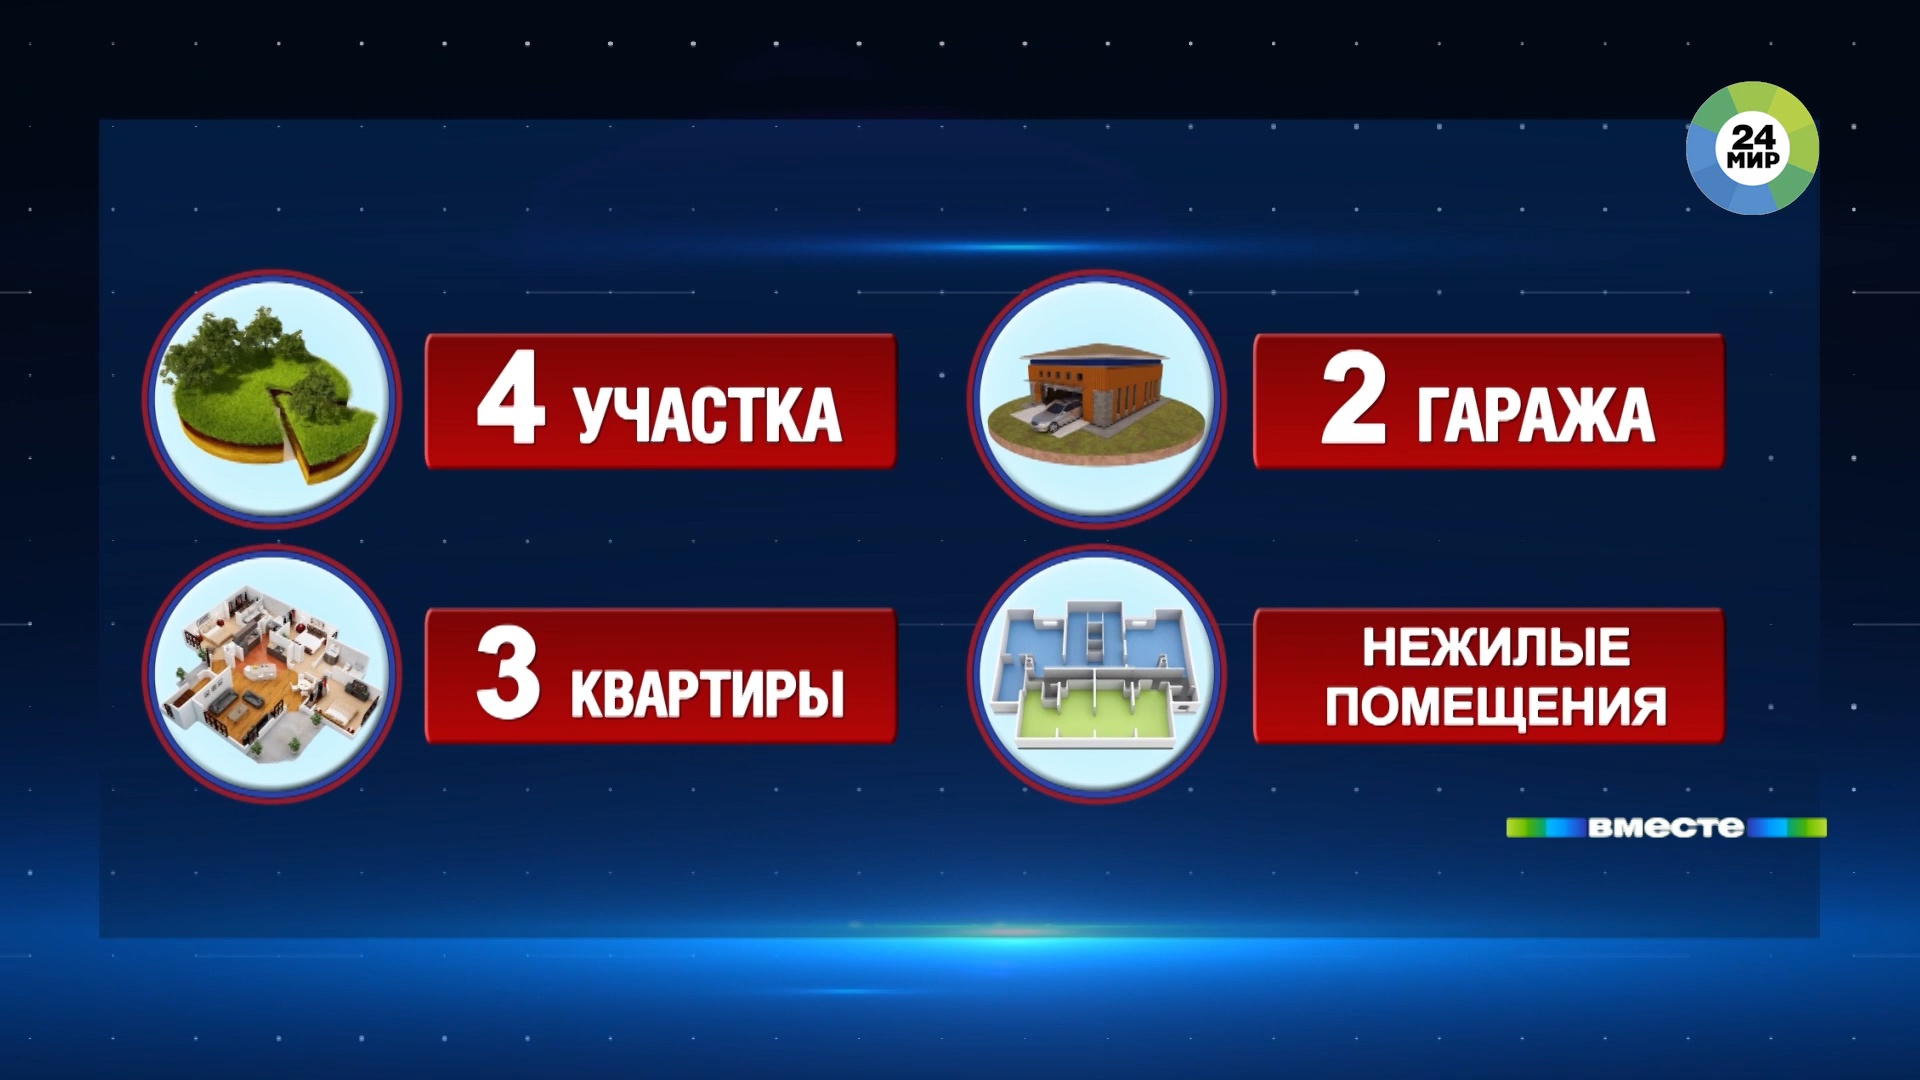 24
МИР
4 УЧАСТКА
2 ГАРАЖА
3 КВАРТИРЫ
НЕЖИЛЫЕ
ПОМЕЩЕНИЯ
ВМЕСТЕ